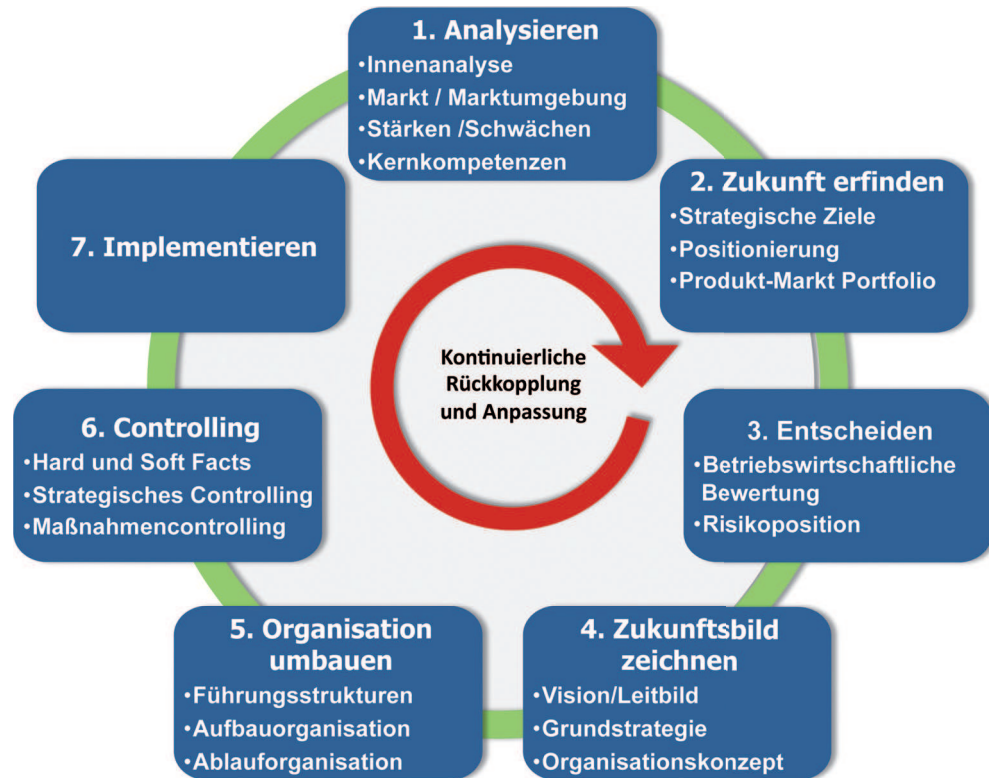 1. Analysieren
•Innenanalyse
•Markt / Marktumgebung
•Stärken /Schwächen
•Kernkompetenzen
2. Zukunft erfinden
•Strategische Ziele
•Positionierung
•Produkt-Markt Portfolio
3. Entscheiden
•Betriebswirtschaftliche
Bewertung
•Risikoposition
4. Zukunftsbild
zeichnen
•Vision/Leitbild
•Grundstrategie
•Organisationskonzept
5. Organisation
umbauen
•Führungsstrukturen
•Aufbauorganisation
•Ablauforganisation
6. Controlling
•Hard und Soft Facts
•Strategisches Controlling
•Maßnahmencontrolling
7. Implementieren
Kontinuierliche
Rückkopplung
und Anpassung